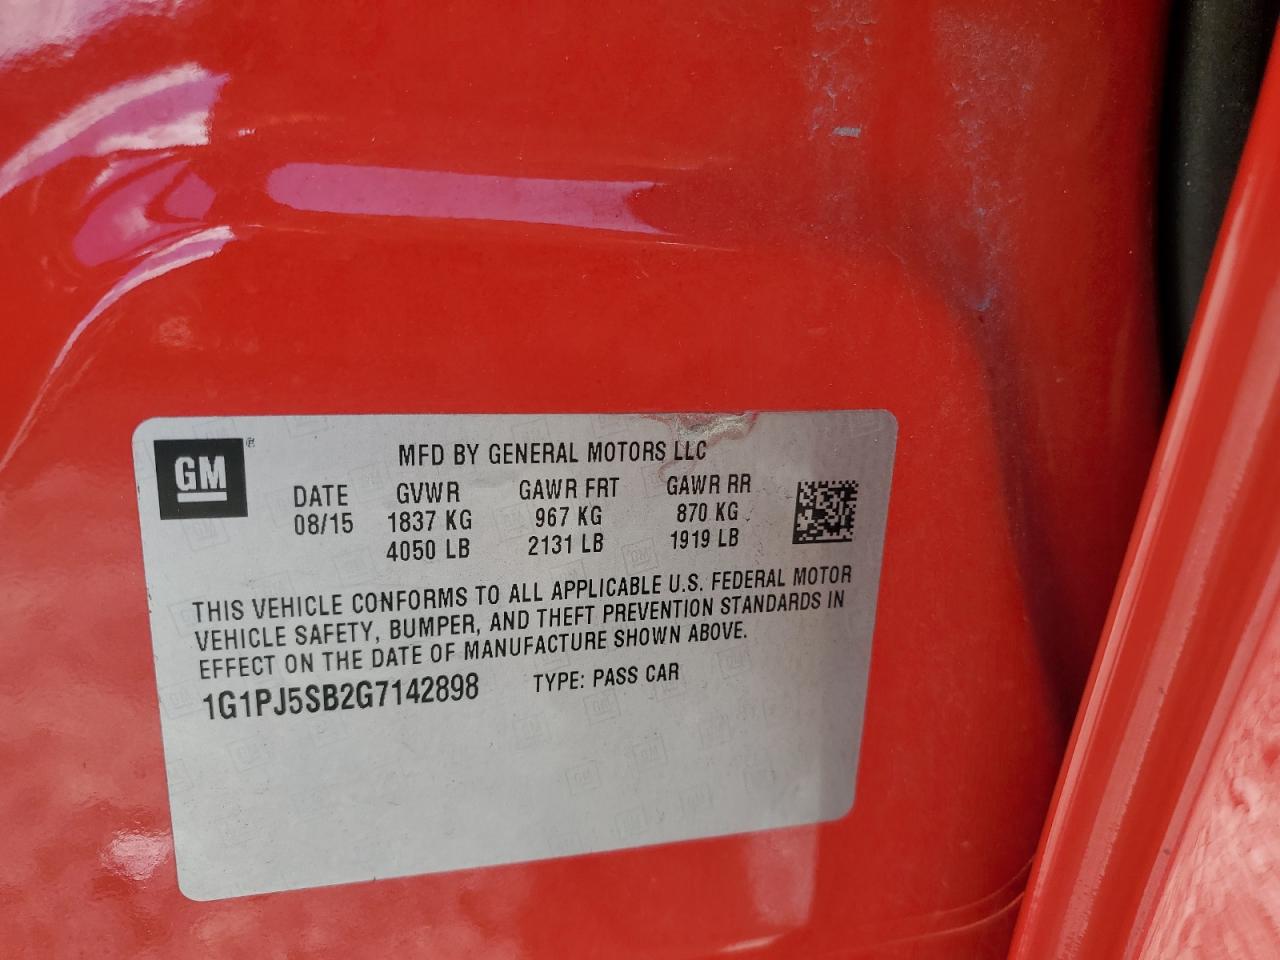 GM®
MFD BY GENERAL MOTORS LLC
DATE GVWR GAWR FRT GAWR RR
08/15 1837 KG 967 KG 870 KG
4050 LB 2131 LB 1919 LB
THIS VEHICLE CONFORMS TO ALL APPLICABLE U.S. FEDERAL MOTOR
VEHICLE SAFETY, BUMPER, AND THEFT PREVENTION STANDARDS IN
EFFECT ON THE DATE OF MANUFACTURE SHOWN ABOVE.
1G1PJ5SB2G7142898 TYPE: PASS CAR